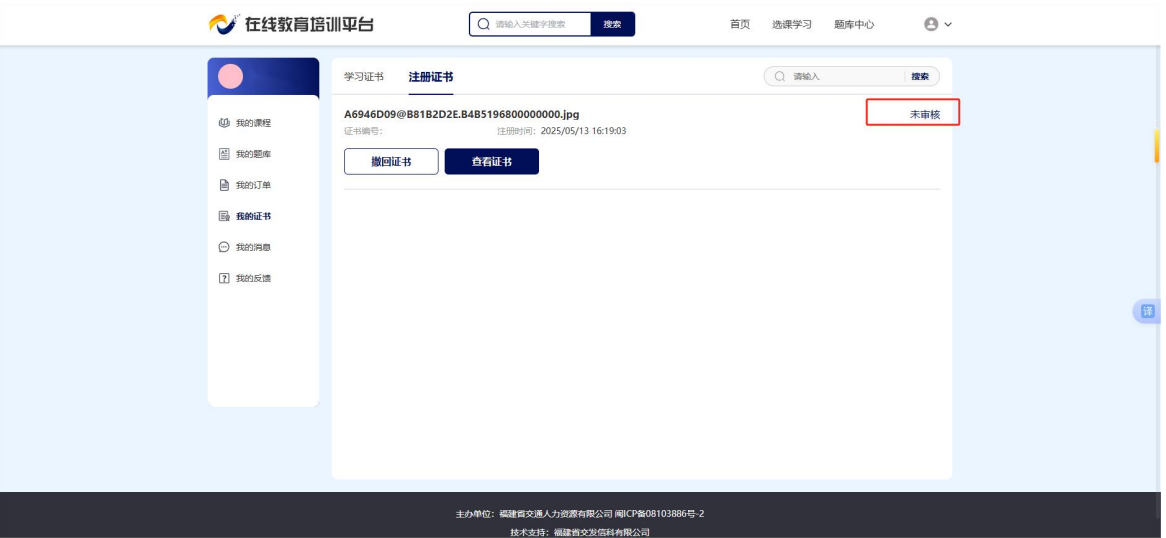 在线教育培训平台 请输入关键字搜索 搜索 首页 选课学习 题库中心
学习证书 注册证书 请输入 搜索
A6946D09@B81B2D2E.B4B5196800000000.jpg 未审核
证书编号： 注册时间：2025/05/13 16:19:03
撤回证书 查看证书
我的课程
我的题库
我的订单
我的证书
我的消息
我的反馈
译
主办单位：福建省交通人力资源有限公司 闽ICP备08103886号-2
技术支持：福建省交发信科有限公司